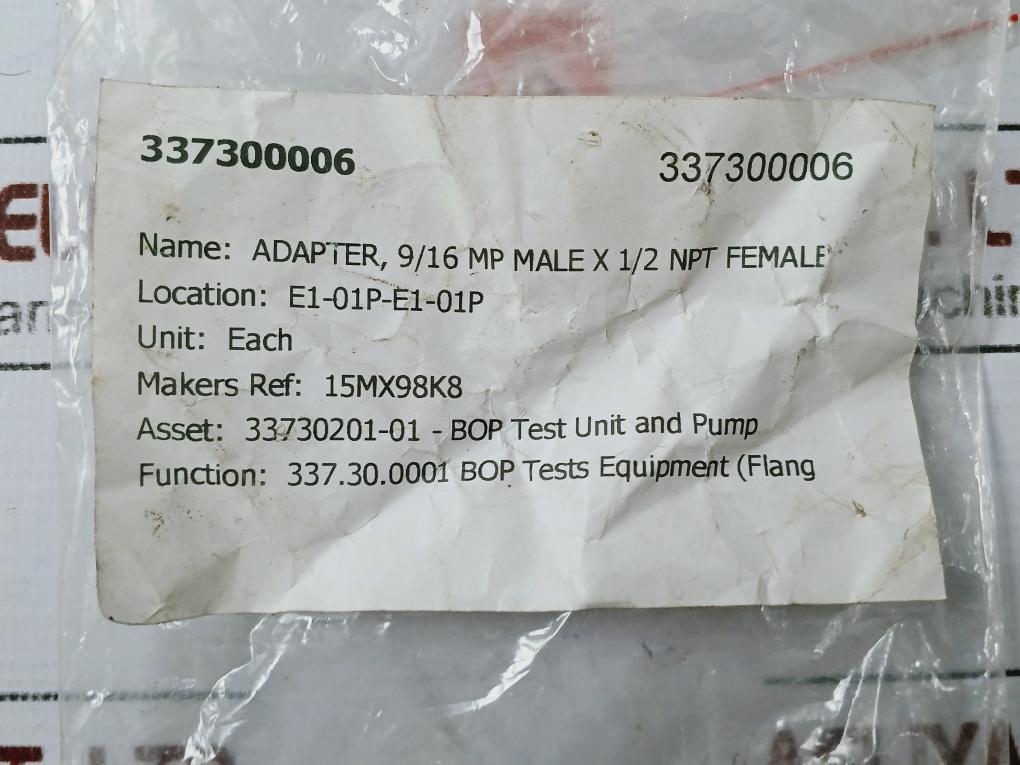 337300006 337300006
Name: ADAPTER, 9/16 MP MALE X 1/2 NPT FEMALE
Location: E1-01P-E1-01P
Unit: Each
Makers Ref: 15MX98K8
Asset: 33730201-01 - BOP Test Unit and Pump
Function: 337.30.0001 BOP Tests Equipment (Flang